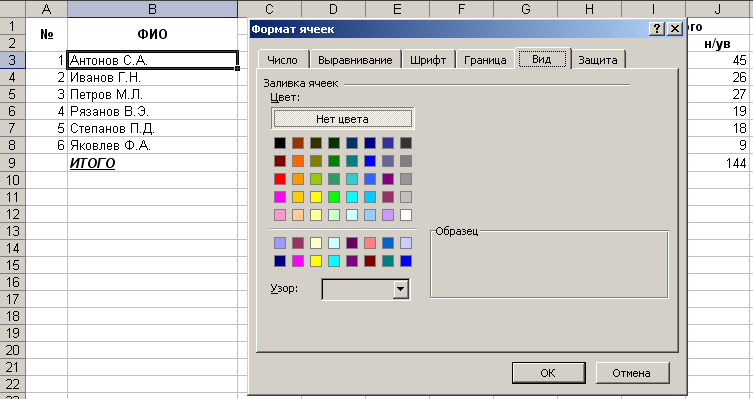 A B C D E F G H I J
1 № ФИО ого
2 н/ув
3 1 Антонов С.А. 45
4 2 Иванов Г.Н. 26
5 3 Петров М.Л. 27
6 4 Рязанов В.Э. 19
7 5 Степанов П.Д. 18
8 6 Яковлев Ф.А. 9
9 ИТОГО 144
10
11
12
13
14
15
16
17
18
19
20
21
22
Формат ячеек
Число Выравнивание Шрифт Граница Вид Защита
Заливка ячеек
Цвет:
Нет цвета
Образец
Узор:
ОК Отмена